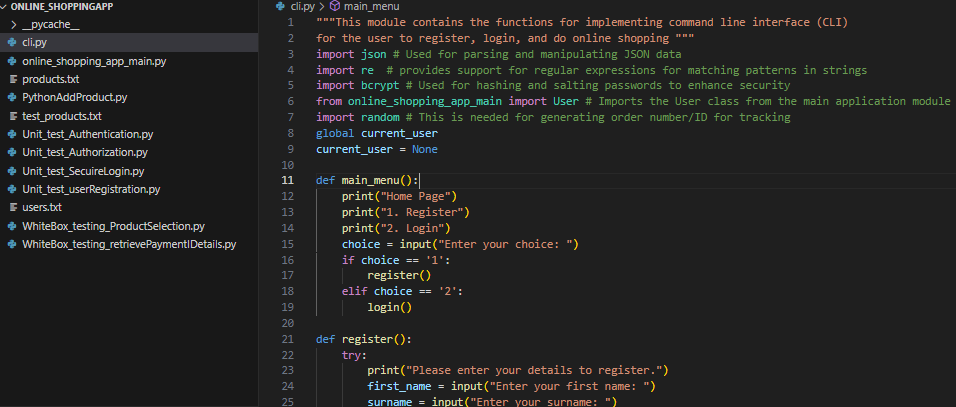 ONLINE_SHOPPINGAPP
__pycache__
cli.py
online_shopping_app_main.py
products.txt
PythonAddProduct.py
test_products.txt
Unit_test_Authentication.py
Unit_test_Authorization.py
Unit_test_SecuireLogin.py
Unit_test_userRegistration.py
users.txt
WhiteBox_testing_ProductSelection.py
WhiteBox_testing_retrievePaymentlDetails.py
cli.py > main_menu
1 """This module contains the functions for implementing command line interface (CLI)
2 for the user to register, login, and do online shopping """
3 import json # Used for parsing and manipulating JSON data
4 import re  # provides support for regular expressions for matching patterns in strings
5 import bcrypt # Used for hashing and salting passwords to enhance security
6 from online_shopping_app_main import User # Imports the User class from the main application module
7 import random # This is needed for generating order number/ID for tracking
8 global current_user
9 current_user = None
10
11 def main_menu():
12     print("Home Page")
13     print("1. Register")
14     print("2. Login")
15     choice = input("Enter your choice: ")
16     if choice == '1':
17         register()
18     elif choice == '2':
19         login()
20
21 def register():
22     try:
23         print("Please enter your details to register.")
24         first_name = input("Enter your first name: ")
25         surname = input("Enter your surname: ")